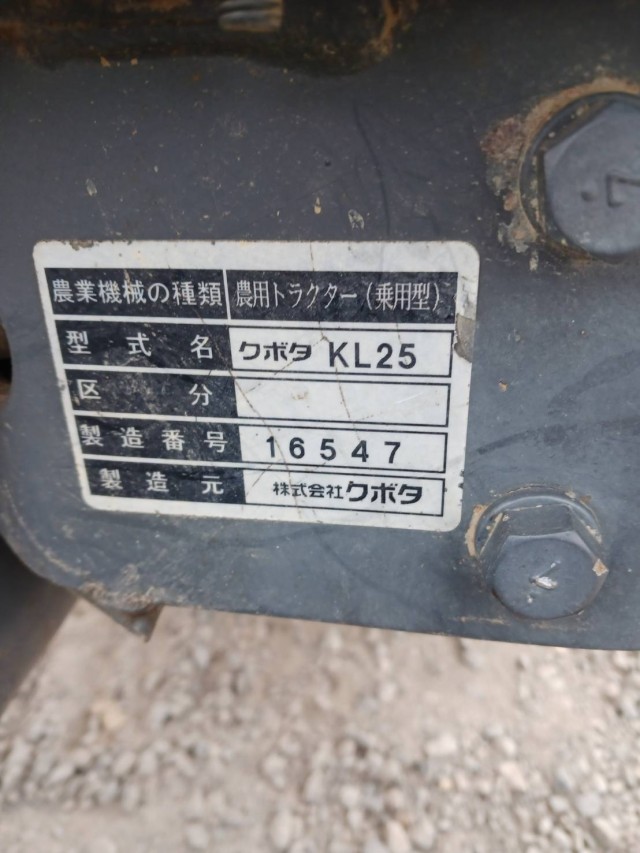 農業機械の種類 農用トラクター(乗用型)
型式名 クボタ KL25
区分
製造番号 16547
製造元 株式会社クボタ
7